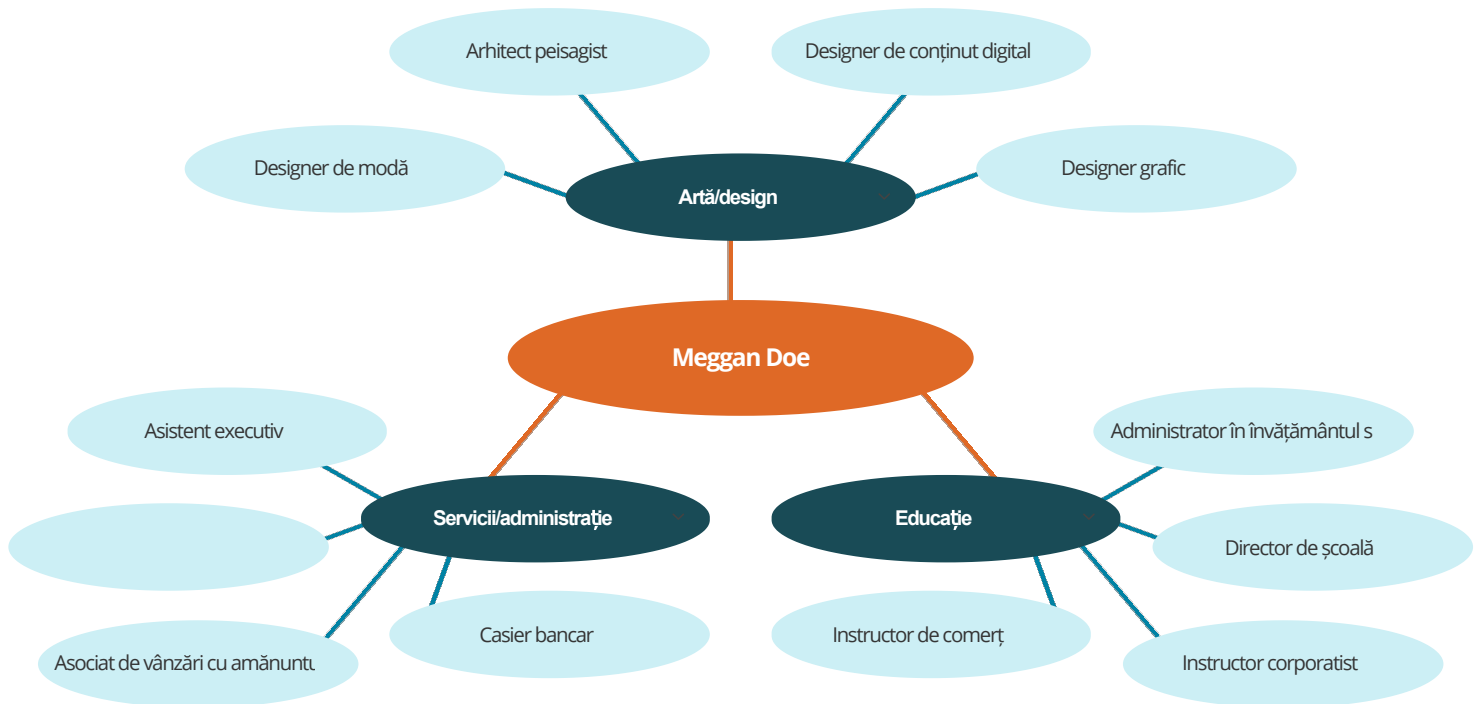 Arhitect peisagist
Designer de conținut digital
Designer de modă
Designer grafic
Artă/design
Meggan Doe
Asistent executiv
Administrator în învățământul s
Servicii/administrație
Educație
Director de școală
Casier bancar
Instructor de comerț
Asociat de vânzări cu amănuntu
Instructor corporatist